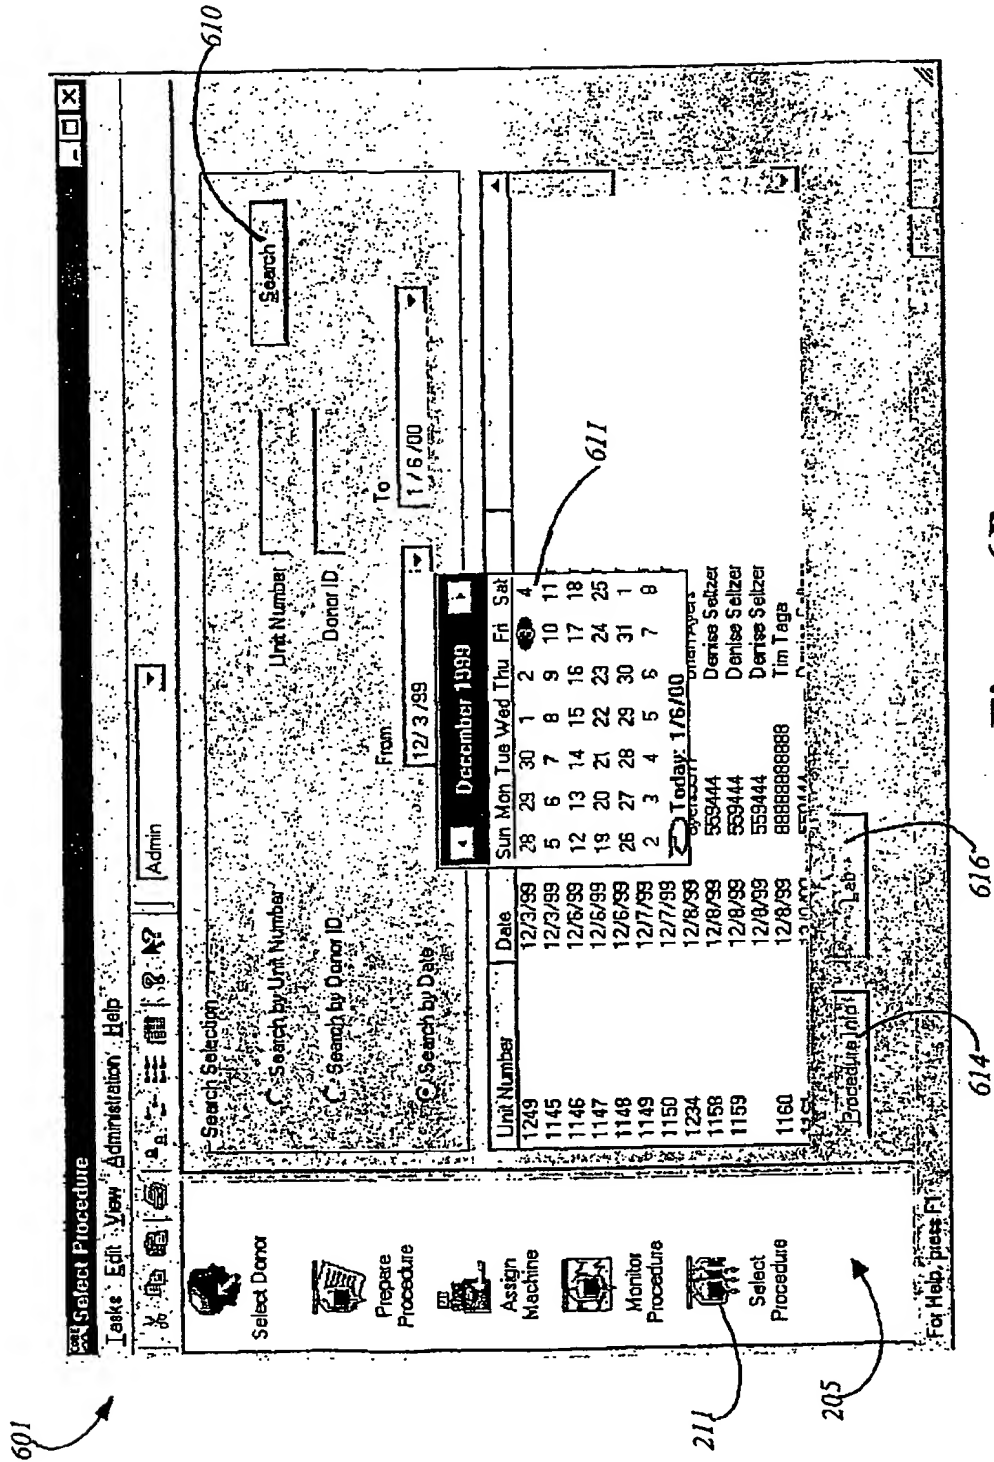 601
Select Procedure
Tasks Edit View Administration Help
Admin
Select Donor
Prepare
Procedure
Assign
Machine
Monitor
Procedure
Select
Procedure
211
205
Search Selection
Search by Unit Number
Search by Donor ID
Search by Date
Unit Number
Donor ID
Search
610
From
12/3/99
To
1/6/00
December 1999
Sun Mon Tue Wed Thu Fri Sat
28 29 30 1 2 3 4
5 6 7 8 9 10 11
12 13 14 15 16 17 18
19 20 21 22 23 24 25
26 27 28 29 30 31 1
2 3 4 5 6 7 8
Today: 1/6/00
611
Unit Number Date
1249 12/3/99
1145 12/3/99
1146 12/6/99
1147 12/6/99
1148 12/6/99
1149 12/7/99
1150 12/7/99
1234 12/8/99
1158 12/8/99 559444 Denise Seltzer
1159 12/8/99 559444 Denise Seltzer
12/8/99 559444 Denise Seltzer
1160 12/8/99 88888888888 Tim Taga
Procedure Info
Lab
614
616
For Help, press F1